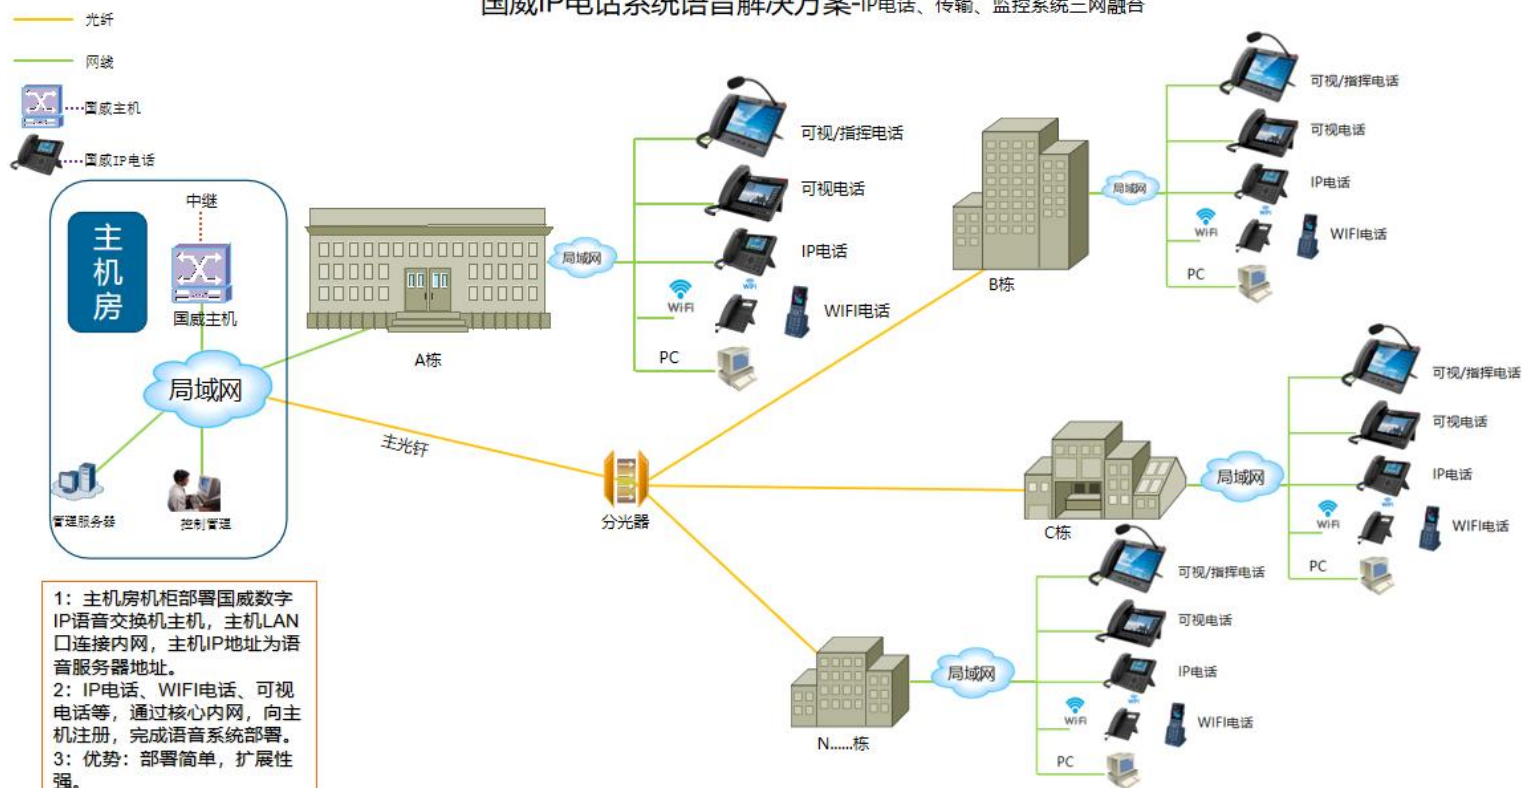 国威IP电话系统语音解决方案-IP电话、传输、监控系统三网融合
光纤
网线
国威主机
国威IP电话
主机房
中继
国威主机
局域网
管理服务器
控制管理
A栋
局域网
可视/指挥电话
可视电话
IP电话
WiFi
WiFi
WIFI电话
PC
主光钎
分光器
B栋
局域网
可视/指挥电话
可视电话
IP电话
WiFi
WiFi
WIFI电话
PC
C栋
局域网
可视/指挥电话
可视电话
IP电话
WiFi
WiFi
WIFI电话
PC
N......栋
局域网
可视/指挥电话
可视电话
IP电话
WiFi
WiFi
WIFI电话
PC
1：主机房机柜部署国威数字
IP语音交换机主机，主机LAN
口连接内网，主机IP地址为语
音服务器地址。
2：IP电话、WIFI电话、可视
电话等，通过核心内网，向主
机注册，完成语音系统部署。
3：优势：部署简单，扩展性
强。